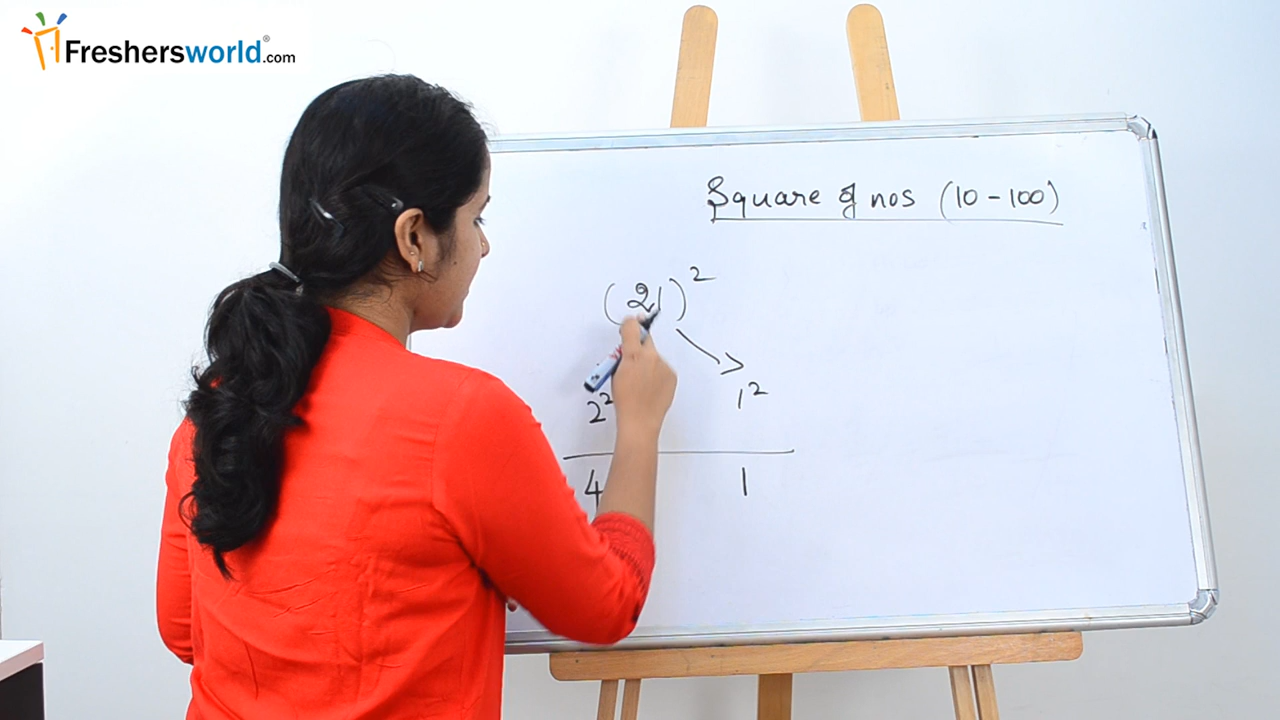 Freshersworld.com
Square of nos (10 - 100)
(21)²
2² 1²
4 1